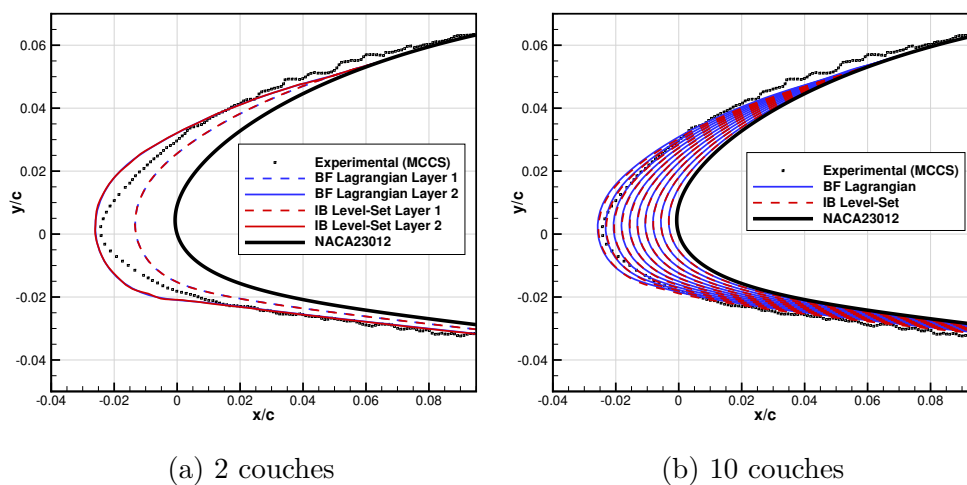 y/c
0.06
0.04
0.02
0
-0.02
-0.04
Experimental (MCCS)
BF Lagrangian Layer 1
BF Lagrangian Layer 2
IB Level-Set Layer 1
IB Level-Set Layer 2
NACA23012
-0.04 -0.02 0 0.02 0.04 0.06 0.08
x/c
(a) 2 couches
y/c
0.06
0.04
0.02
0
-0.02
-0.04
Experimental (MCCS)
BF Lagrangian
IB Level-Set
NACA23012
-0.04 -0.02 0 0.02 0.04 0.06 0.08
x/c
(b) 10 couches